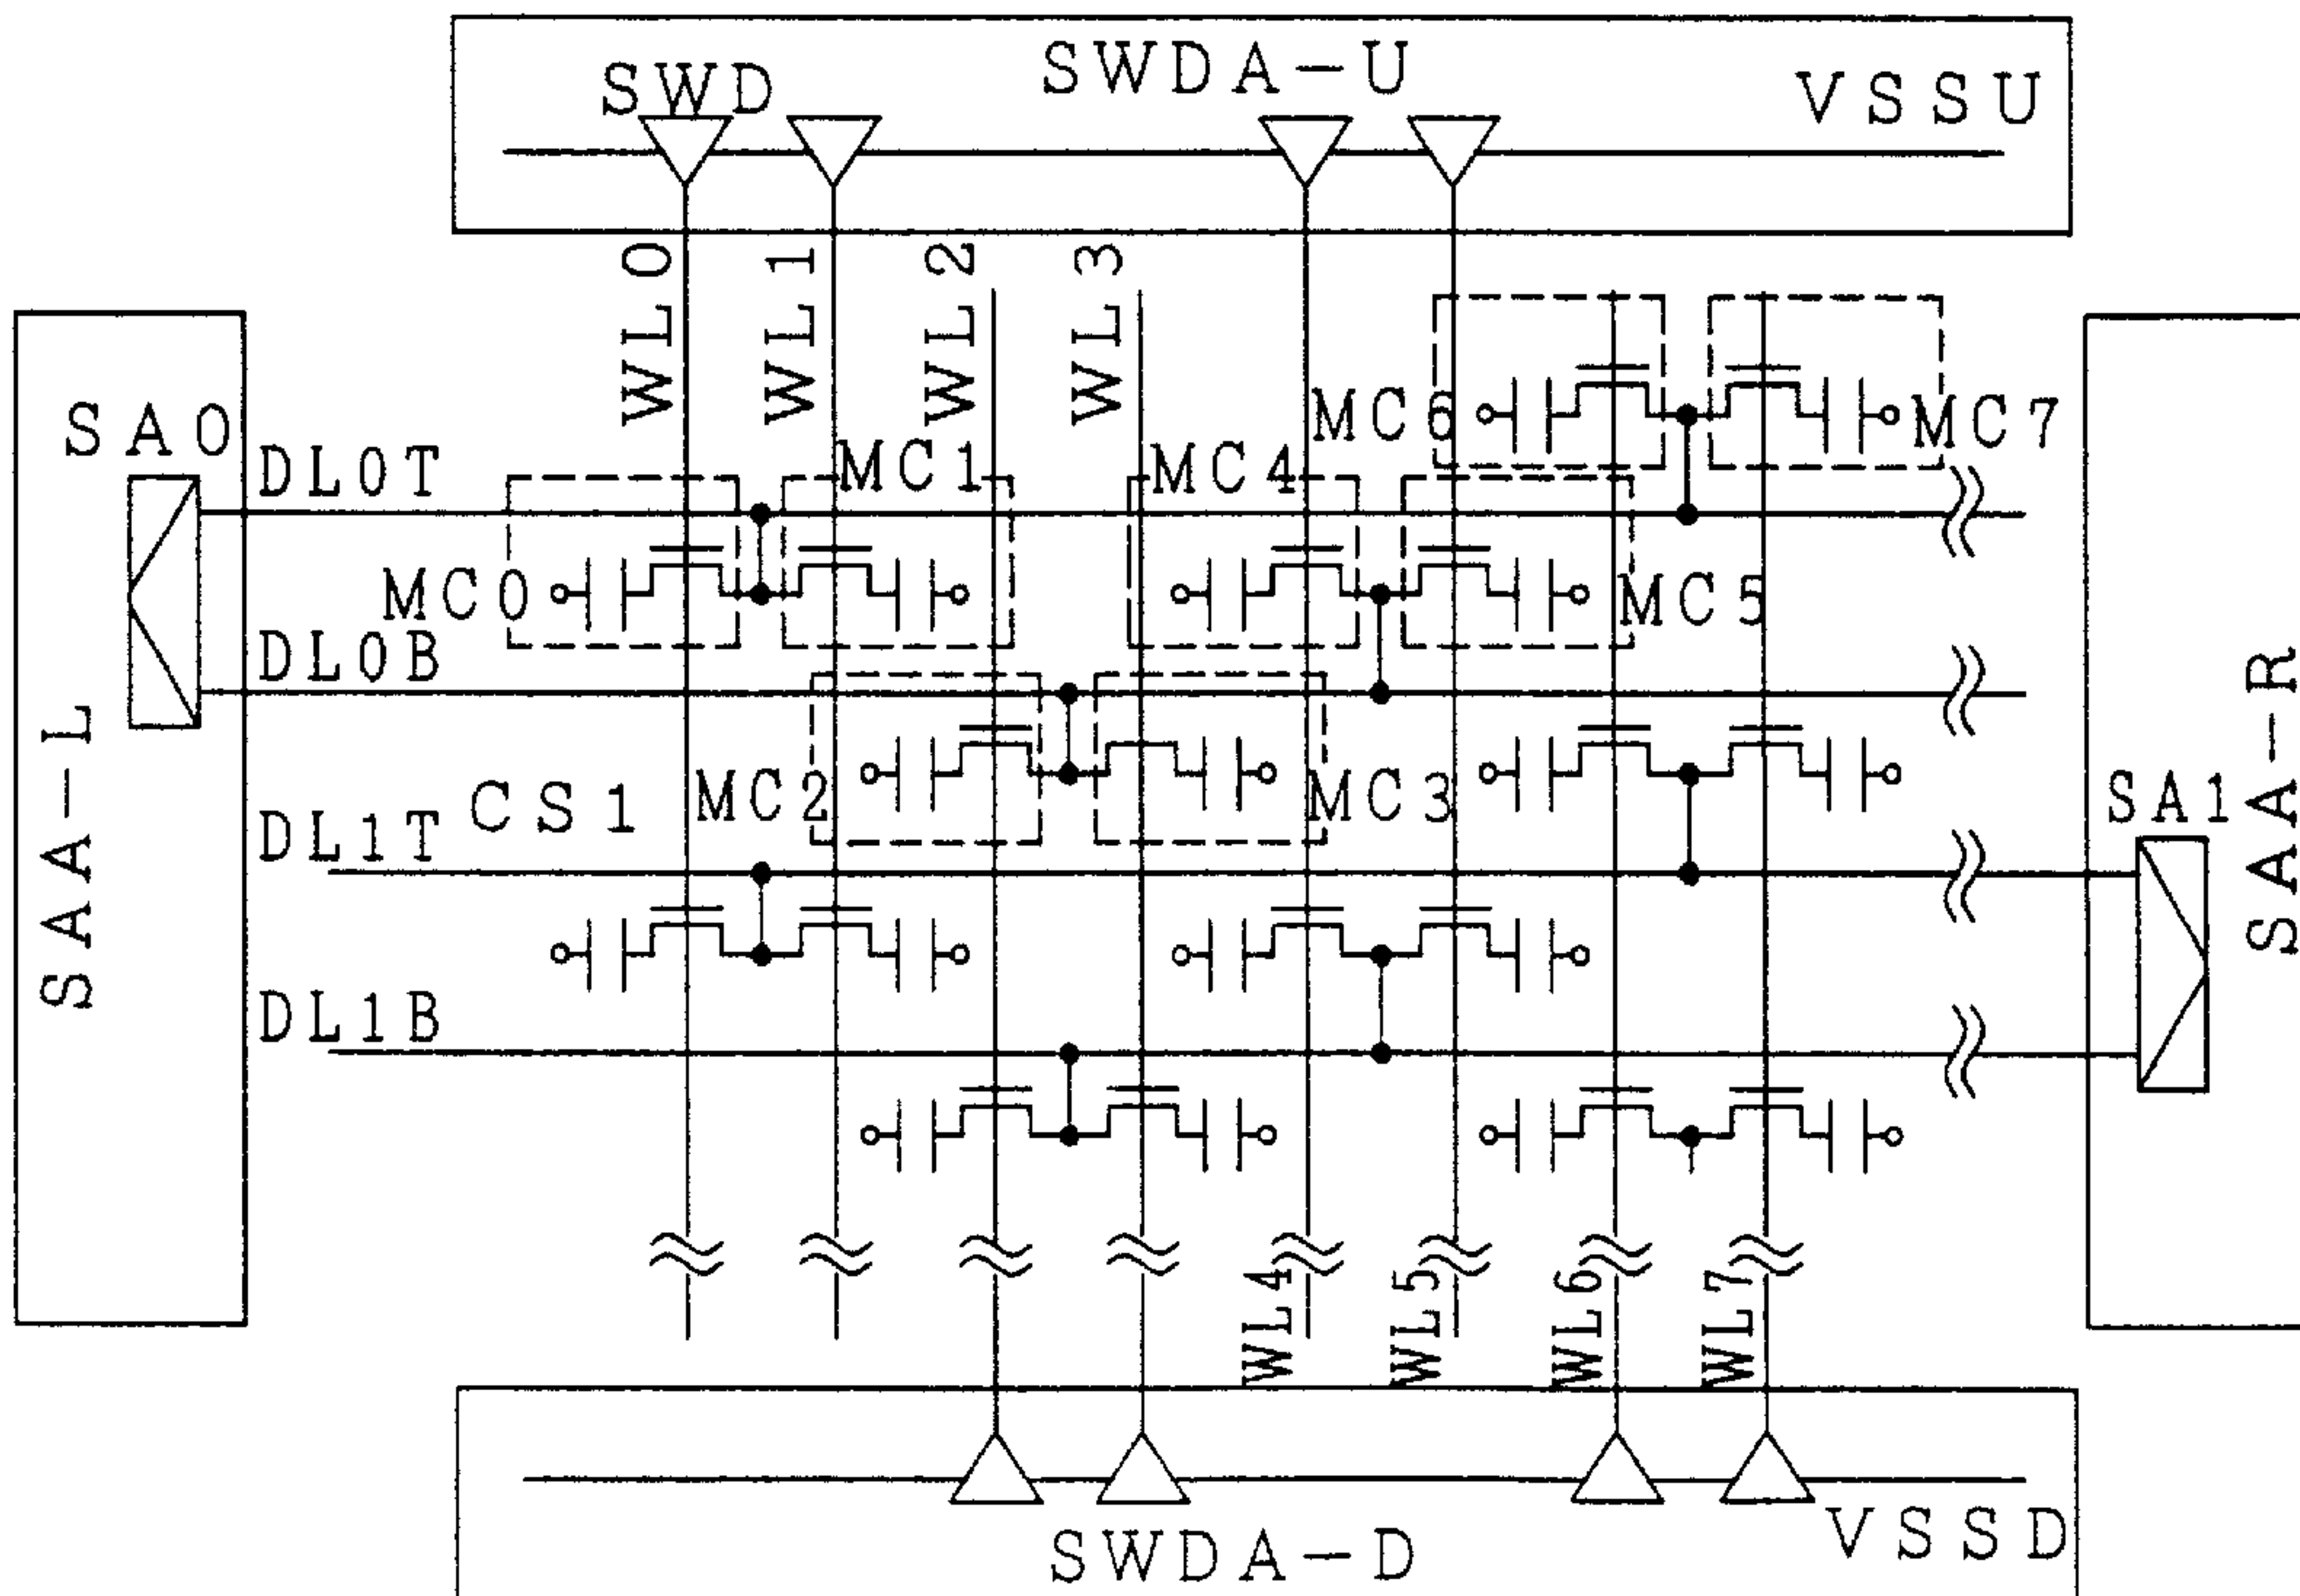 SWD
SWDA-U
VSSU
WL0
WL1
WL2
WL3
SA0
MC6
MC7
DL0T
MC1
MC4
MC0
MC5
DL0B
SAA-L
SAA-R
CS1
MC2
MC3
SA1
DL1T
DL1B
WL4
WL5
WL6
WL7
SWDA-D
VSSD